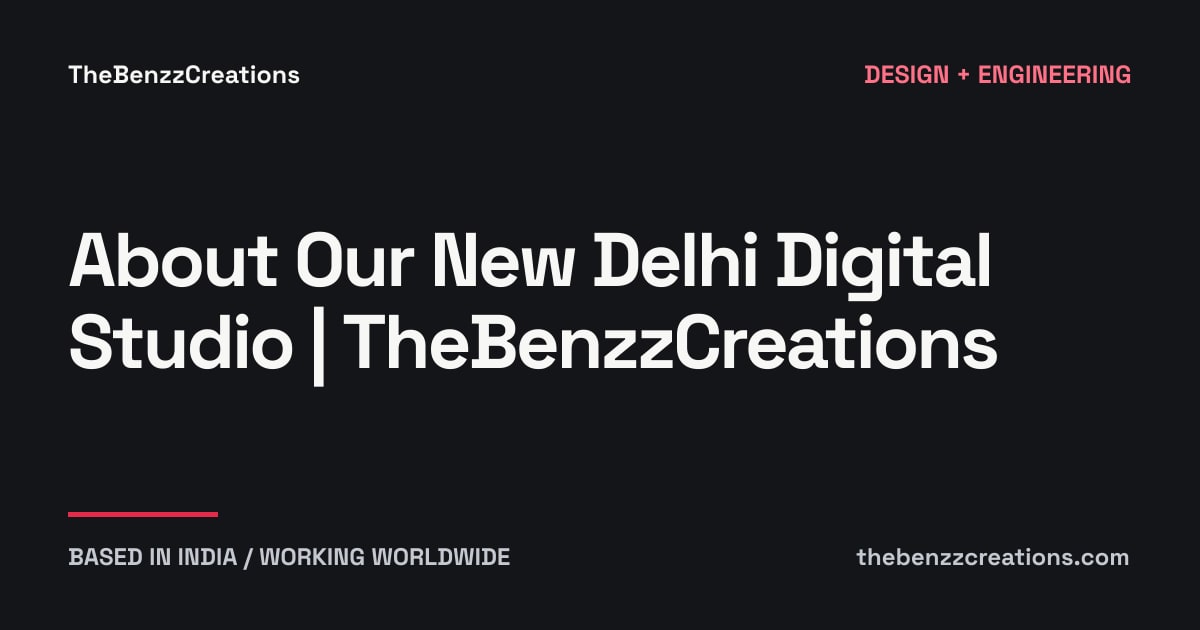 TheBenzzCreations
DESIGN + ENGINEERING
About Our New Delhi Digital
Studio | TheBenzzCreations
BASED IN INDIA / WORKING WORLDWIDE
thebenzzcreations.com